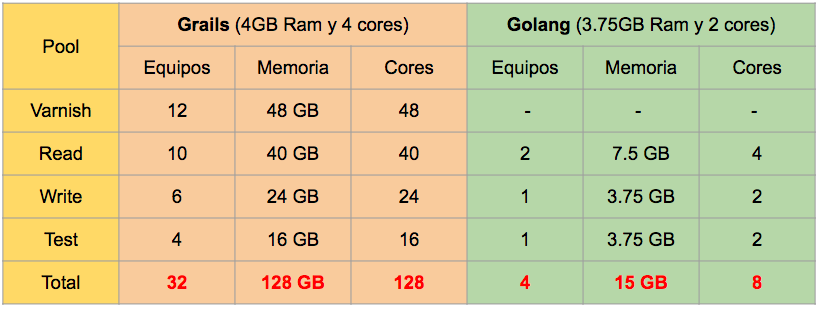 Pool Grails (4GB Ram y 4 cores) Golang (3.75GB Ram y 2 cores)
Equipos Memoria Cores Equipos Memoria Cores
Varnish 12 48 GB 48 - - -
Read 10 40 GB 40 2 7.5 GB 4
Write 6 24 GB 24 1 3.75 GB 2
Test 4 16 GB 16 1 3.75 GB 2
Total 32 128 GB 128 4 15 GB 8